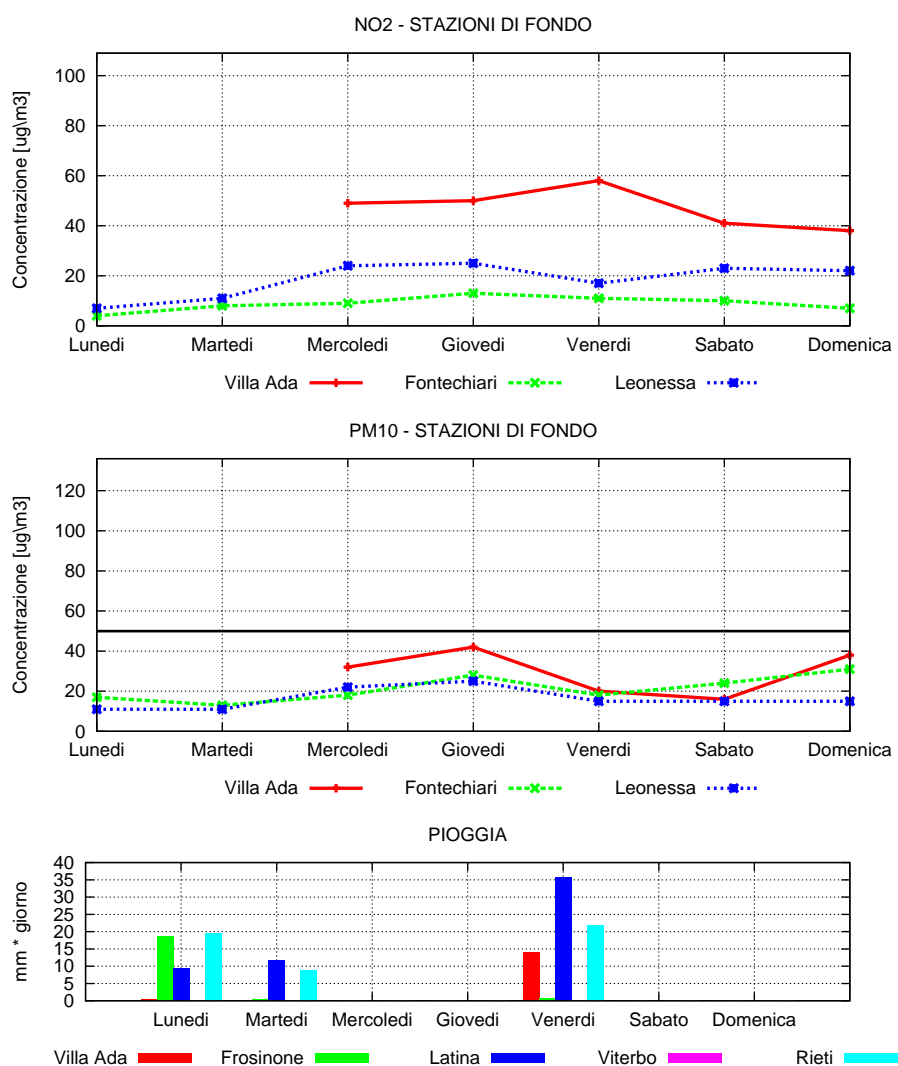 NO2 - STAZIONI DI FONDO
Concentrazione [ug\m3]
100
80
60
40
20
0
Lunedi Martedi Mercoledi Giovedi Venerdi Sabato Domenica
Villa Ada Fontechiari Leonessa
PM10 - STAZIONI DI FONDO
Concentrazione [ug\m3]
120
100
80
60
40
20
0
Lunedi Martedi Mercoledi Giovedi Venerdi Sabato Domenica
Villa Ada Fontechiari Leonessa
PIOGGIA
mm * giorno
40
35
30
25
20
15
10
5
0
Lunedi Martedi Mercoledi Giovedi Venerdi Sabato Domenica
Villa Ada Frosinone Latina Viterbo Rieti